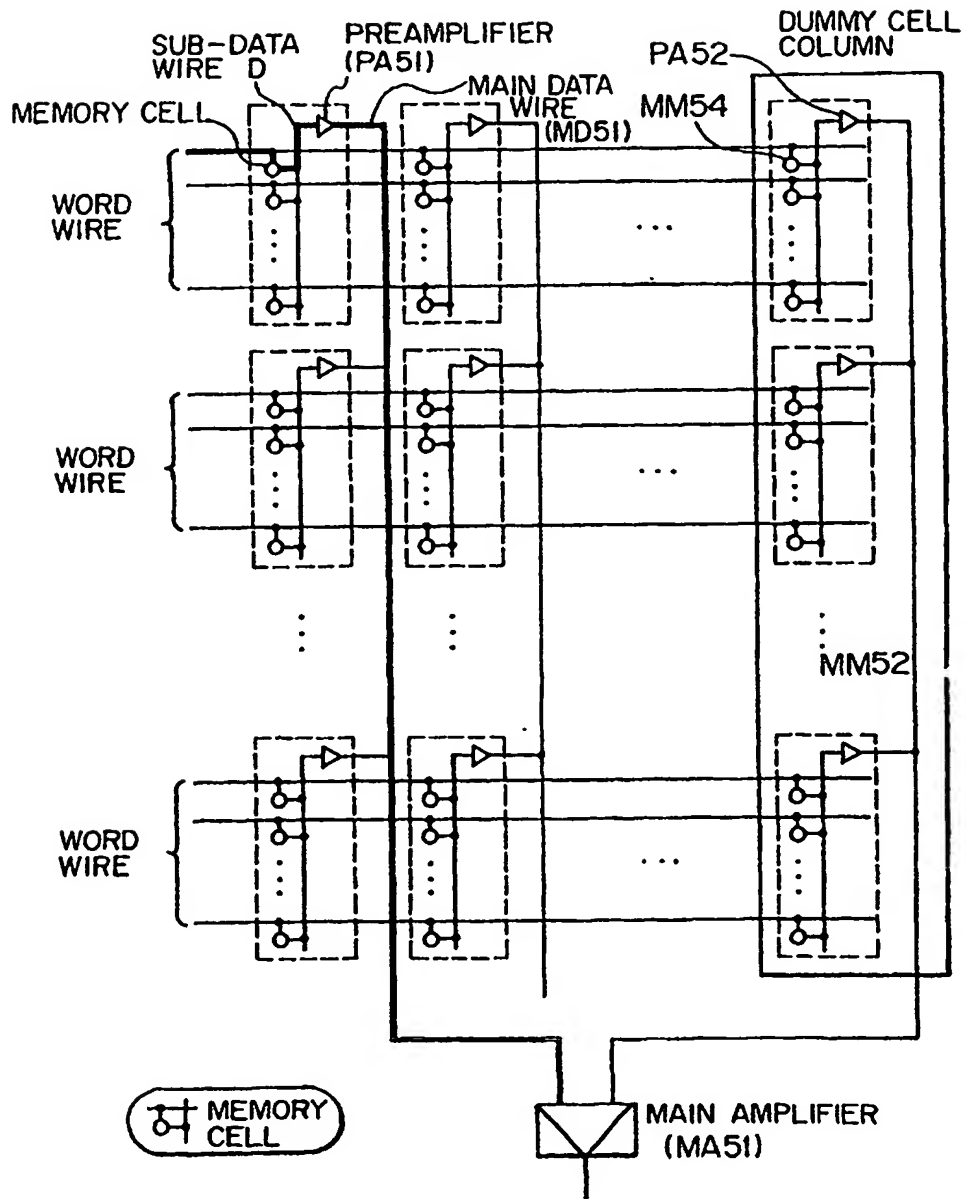 SUB-DATA
WIRE D
PREAMPLIFIER
(PA51)
MAIN DATA
WIRE
(MD51)
MEMORY CELL
DUMMY CELL
COLUMN
PA52
MM54
WORD
WIRE
WORD
WIRE
MM52
WORD
WIRE
MEMORY
CELL
MAIN AMPLIFIER
(MA51)